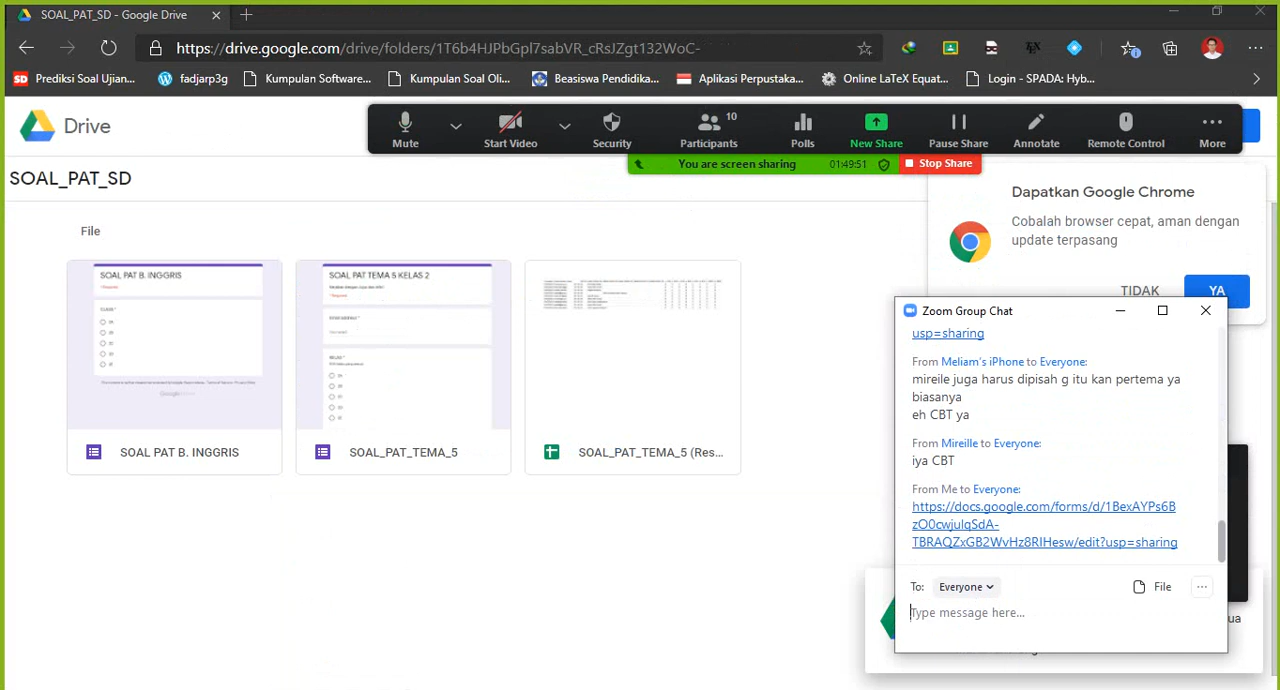 SOAL_PAT_SD - Google Drive
https://drive.google.com/drive/folders/1T6b4HJPbGpl7sabVR_cRsJZgt132WoC-
Prediksi Soal Ujian...
fadjarp3g
Kumpulan Software...
Kumpulan Soal Oli...
Beasiswa Pendidika...
Aplikasi Perpustaka...
Online LaTeX Equat...
Login - SPADA: Hyb...
Drive
Mute
Start Video
Security
10
Participants
Polls
New Share
Pause Share
Annotate
Remote Control
More
You are screen sharing
01:49:51
Stop Share
SOAL_PAT_SD
Dapatkan Google Chrome
Cobalah browser cepat, aman dengan
update terpasang
TIDAK
YA
File
SOAL PAT B. INGGRIS
SOAL PAT TEMA 5 KELAS 2
SOAL PAT B. INGGRIS
SOAL_PAT_TEMA_5
SOAL_PAT_TEMA_5 (Res...
Zoom Group Chat
usp=sharing
From Meliam's iPhone to Everyone:
mireile juga harus dipisah g itu kan pertema ya
biasanya
eh CBT ya
From Mireille to Everyone:
iya CBT
From Me to Everyone:
https://docs.google.com/forms/d/1BexAYPs6B
zO0cwjulqSdA-
TBRAQZxGB2WvHz8RIHesw/edit?usp=sharing
To:
Everyone
File
Type message here...
ua